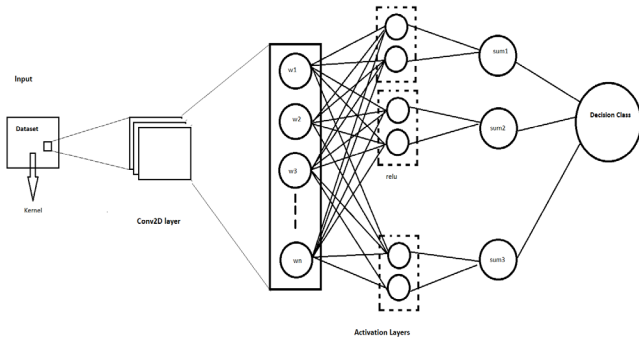 Input
Dataset
Kernel
Conv2D layer
w1
w2
w3
wn
relu
Activation Layers
sum1
sum2
sum3
Decision Class